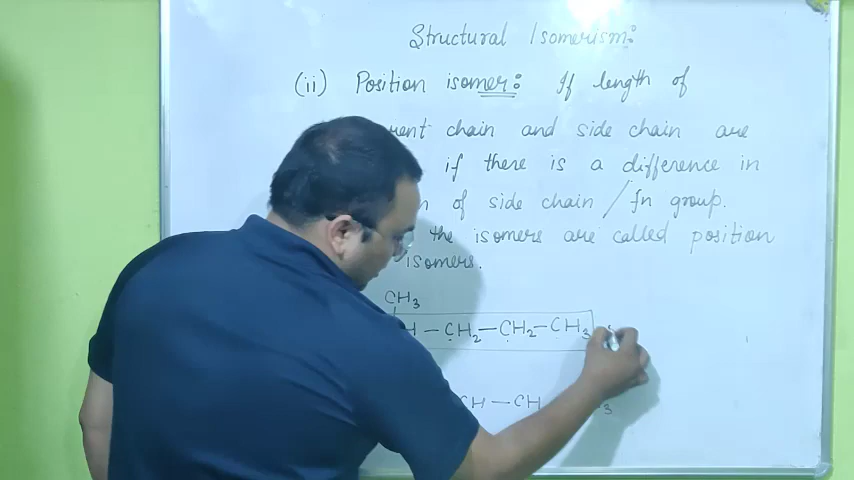 Structural Isomerism:
(ii) Position isomer: If length of
chain and side chain are
if there is a difference in
of side chain / fn group.
the isomers are called position
isomers.
CH3
H — CH2 — CH2 — CH3
CH — CH
3